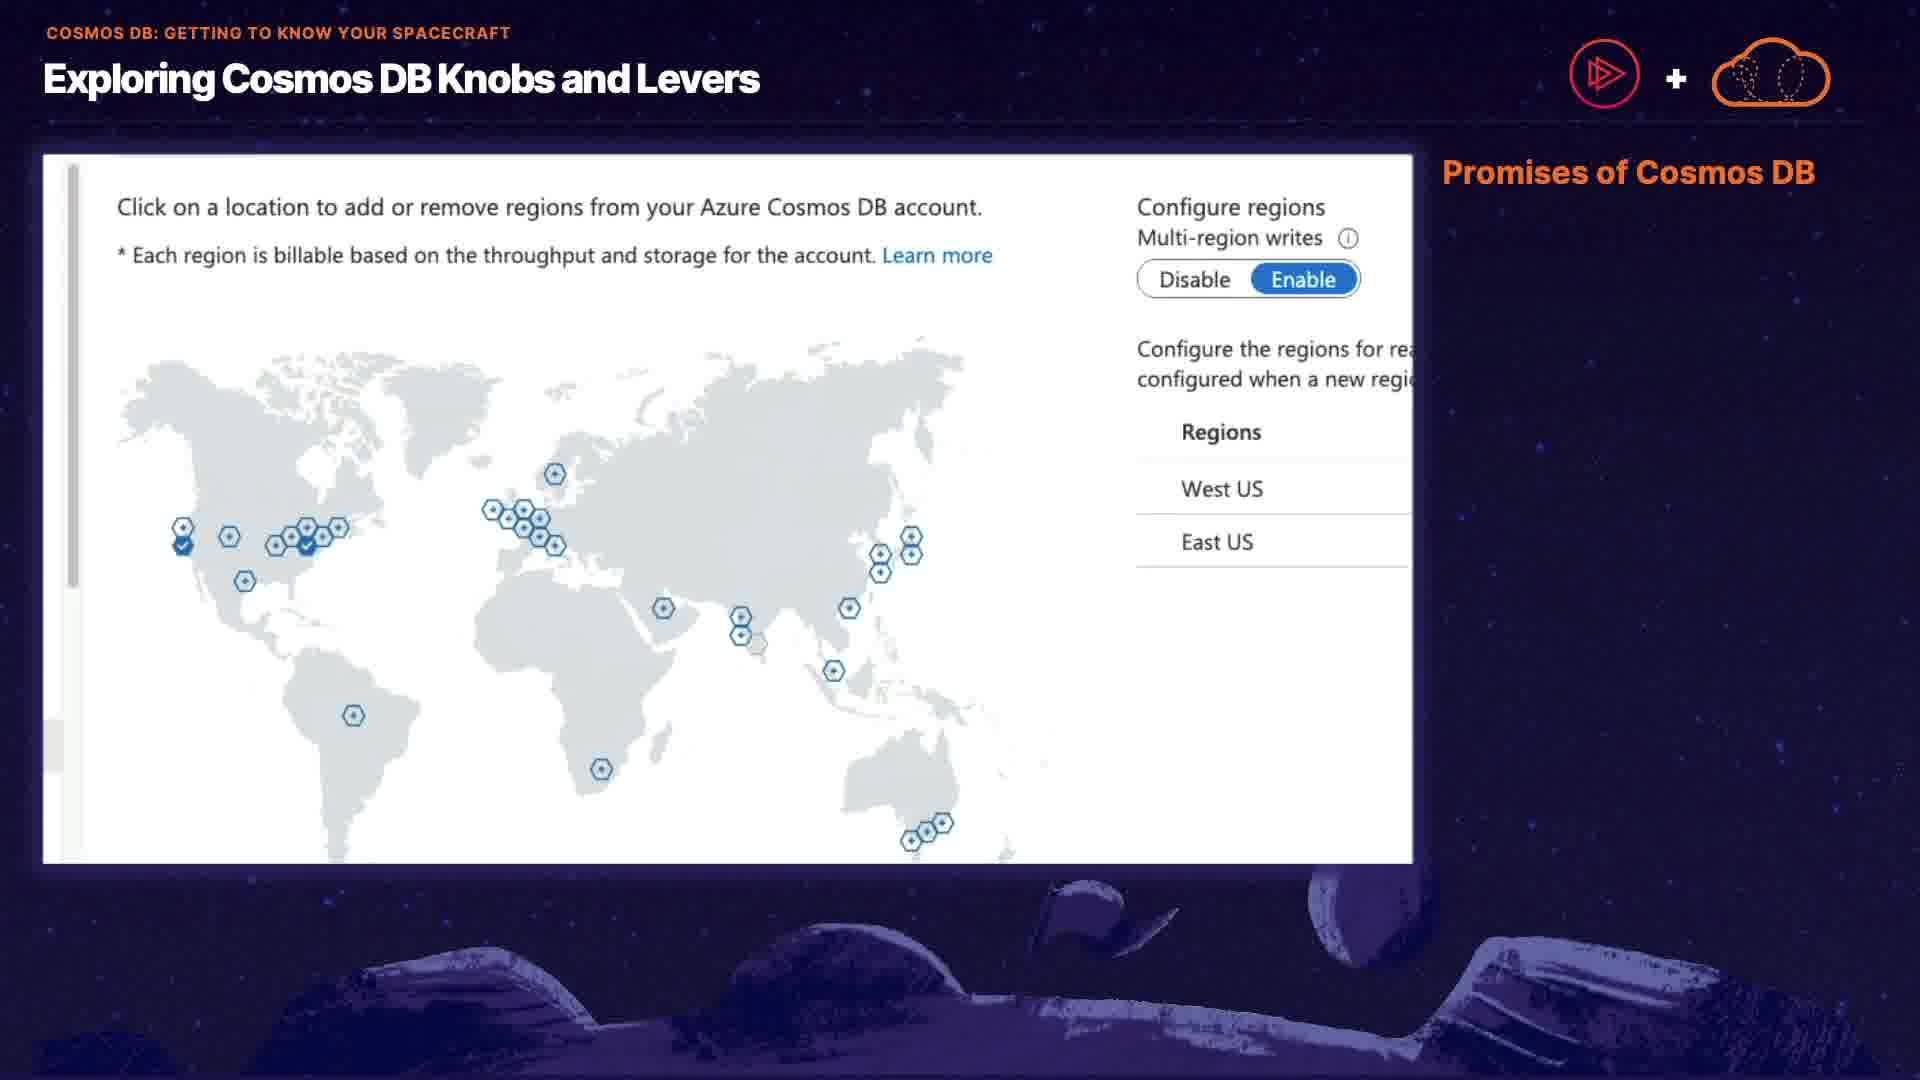 COSMOS DB: GETTING TO KNOW YOUR SPACECRAFT
Exploring Cosmos DB Knobs and Levers
+
Promises of Cosmos DB
Click on a location to add or remove regions from your Azure Cosmos DB account.
* Each region is billable based on the throughput and storage for the account. Learn more
Configure regions
Multi-region writes
Disable Enable
Configure the regions for rea
configured when a new regi
Regions
West US
East US